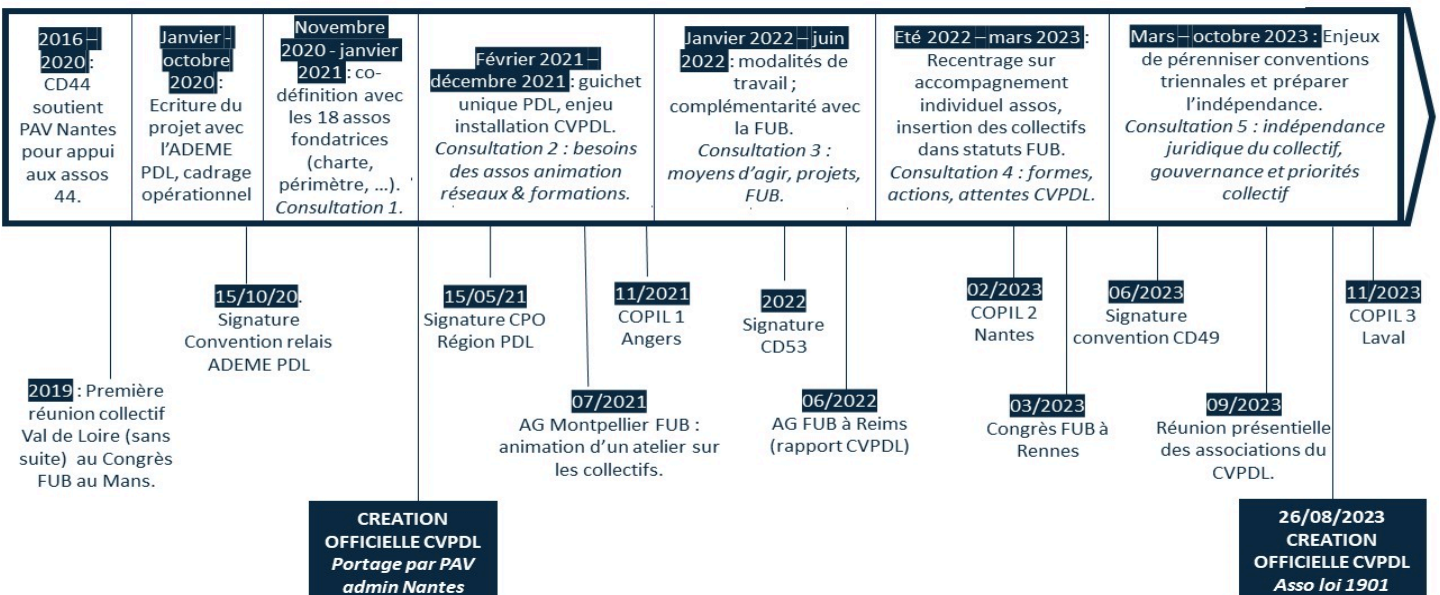 2016 –
2020 :
CD44
soutient
PAV Nantes
pour appui
aux assos
44.
Janvier -
octobre
2020 :
Ecriture du
projet avec
l'ADEME
PDL, cadrage
opérationnel
Novembre
2020 - janvier
2021 : co-
définition avec
les 18 assos
fondatrices
(charte,
périmètre, ...).
Consultation 1.
Février 2021 –
décembre 2021 : guichet
unique PDL, enjeu
installation CVPDL.
Consultation 2 : besoins
des assos animation
réseaux & formations.
Janvier 2022 – juin
2022 : modalités de
travail ;
complémentarité avec
la FUB.
Consultation 3 :
moyens d'agir, projets,
FUB.
Eté 2022 – mars 2023 :
Recentrage sur
accompagnement
individuel assos,
insertion des collectifs
dans statuts FUB.
Consultation 4 : formes,
actions, attentes CVPDL.
Mars – octobre 2023 : Enjeux
de pérenniser conventions
triennales et préparer
l'indépendance.
Consultation 5 : indépendance
juridique du collectif,
gouvernance et priorités
collectif
15/10/20.
Signature
Convention relais
ADEME PDL
15/05/21
Signature CPO
Région PDL
11/2021
COPIL 1
Angers
2022
Signature
CD53
02/2023
COPIL 2
Nantes
06/2023
Signature
convention CD49
11/2023
COPIL 3
Laval
2019 : Première
réunion collectif
Val de Loire (sans
suite) au Congrès
FUB au Mans.
07/2021
AG Montpellier FUB :
animation d'un atelier sur
les collectifs.
06/2022
AG FUB à Reims
(rapport CVPDL)
03/2023
Congrès FUB à
Rennes
09/2023
Réunion présentielle
des associations du
CVPDL.
CREATION
OFFICIELLE CVPDL
Portage par PAV
admin Nantes
26/08/2023
CREATION
OFFICIELLE CVPDL
Asso loi 1901